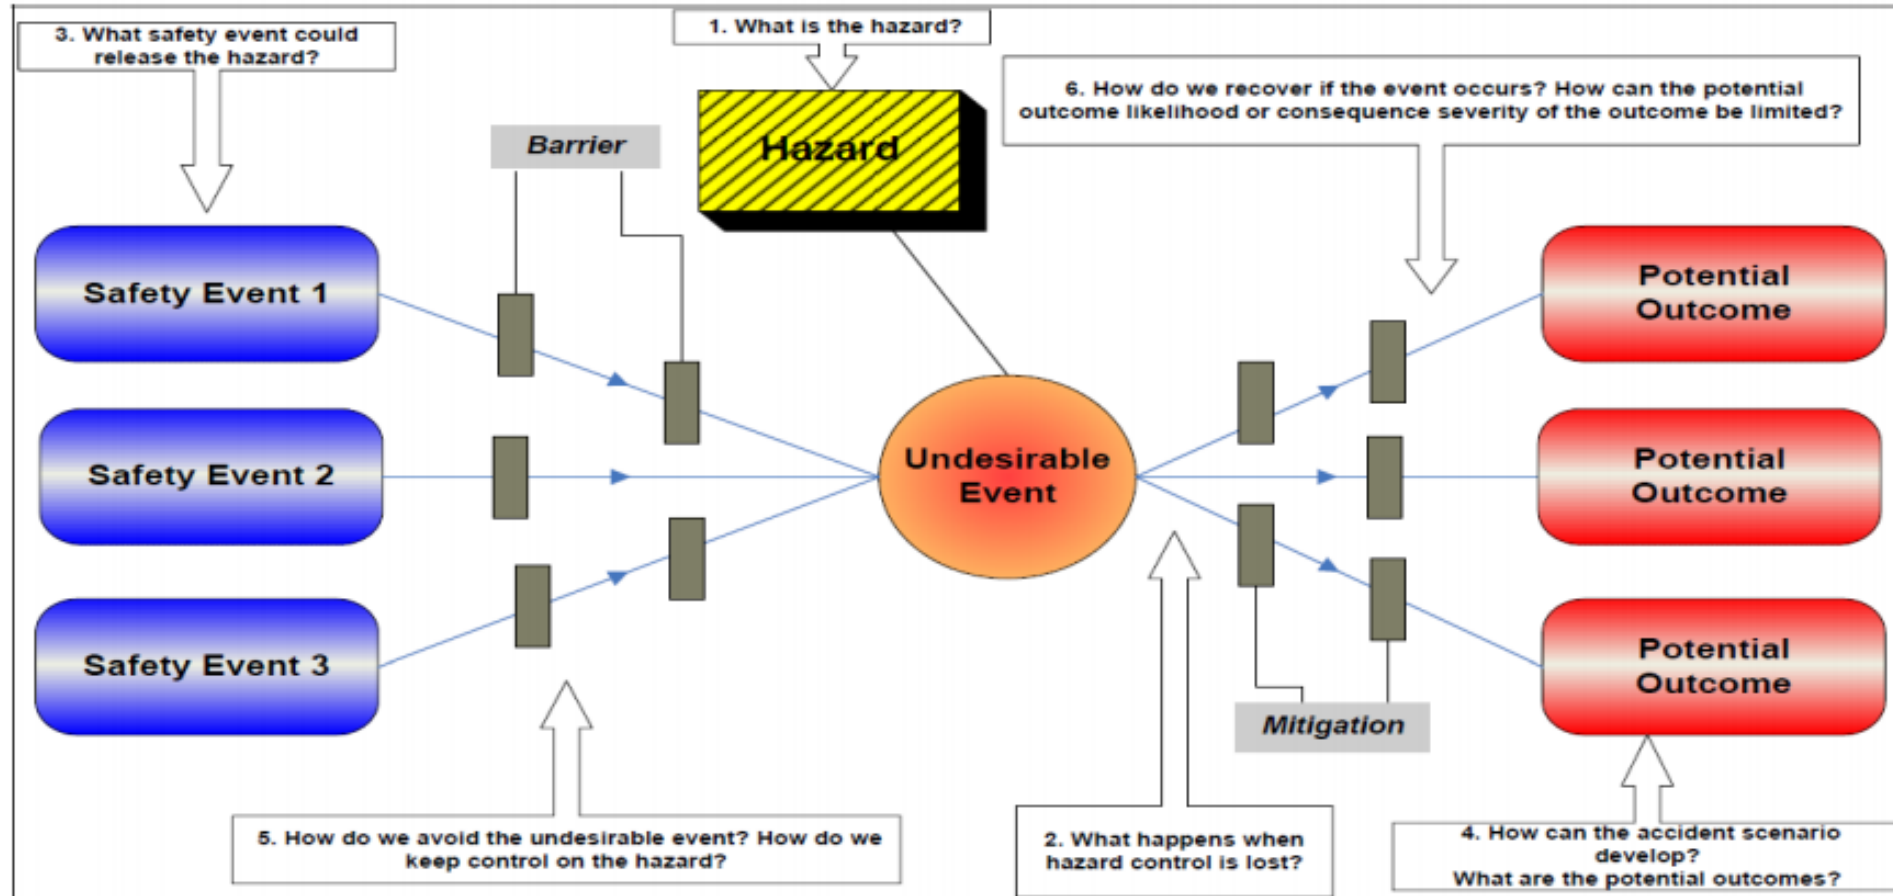 3. What safety event could
release the hazard?
1. What is the hazard?
6. How do we recover if the event occurs? How can the potential
outcome likelihood or consequence severity of the outcome be limited?
Barrier
Hazard
Safety Event 1
Potential
Outcome
Safety Event 2
Undesirable
Event
Potential
Outcome
Safety Event 3
Potential
Outcome
Mitigation
5. How do we avoid the undesirable event? How do we
keep control on the hazard?
2. What happens when
hazard control is lost?
4. How can the accident scenario
develop?
What are the potential outcomes?